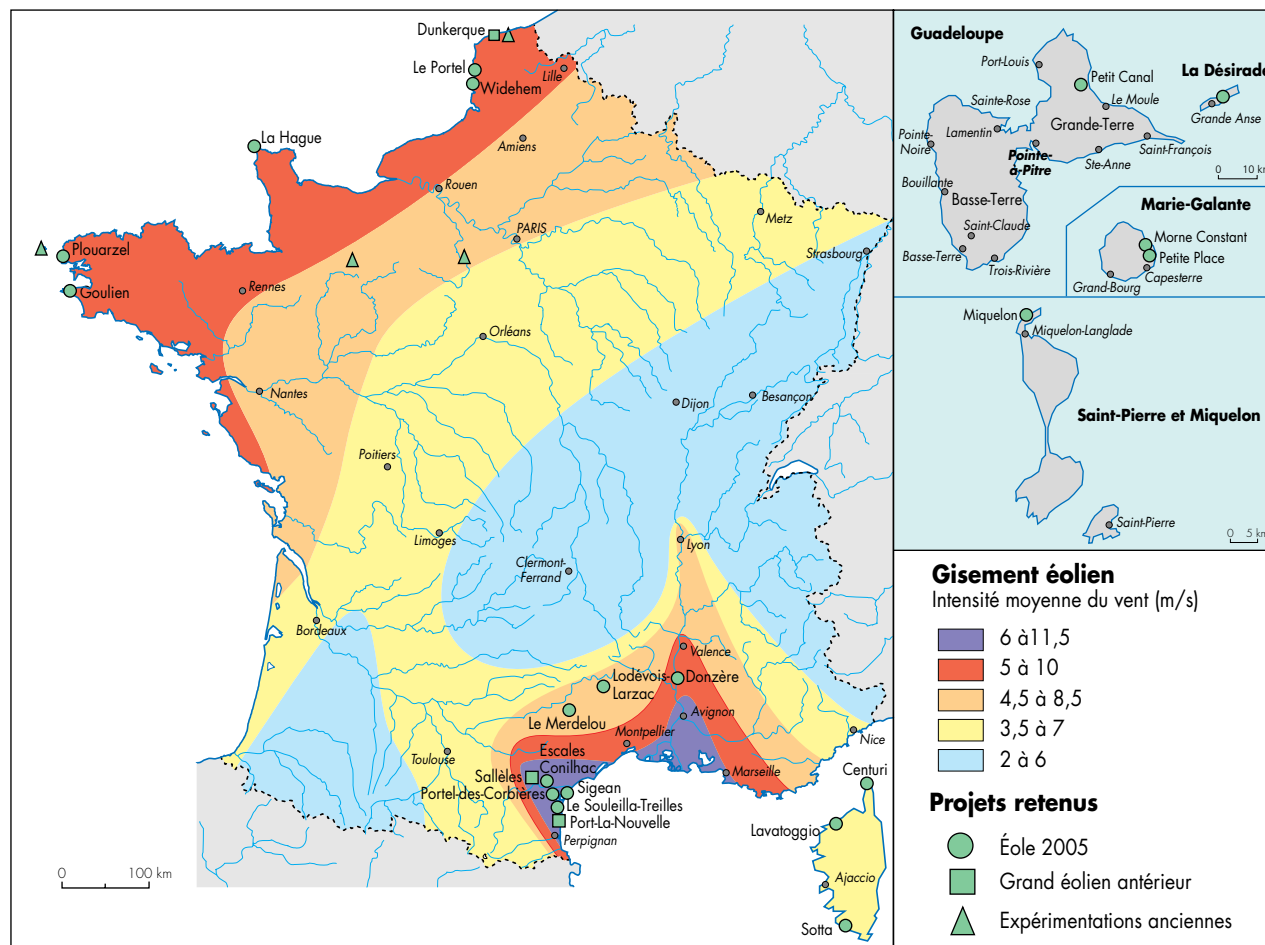 Dunkerque
Le Portel
Widehem
Lille
La Hague
Amiens
Rouen
Metz
PARIS
Strasbourg
Plouarzel
Goulien
Rennes
Orléans
Nantes
Dijon
Besançon
Poitiers
Limoges
Clermont-
Ferrand
Lyon
Bordeaux
Valence
Lodévois-
Larzac
Donzère
Le Merdelou
Avignon
Montpellier
Nice
Toulouse
Escales
Conilhac
Marseille
Sallèles
Portel-des-Corbières
Sigean
Le Souleilla-Treilles
Port-La-Nouvelle
Perpignan
Centuri
Lavatoggio
Ajaccio
Sotta
0 100 km
Guadeloupe
Port-Louis
Petit Canal
La Désirade
Sainte-Rose
Le Moule
Grande Anse
Lamentin
Grande-Terre
Pointe-
Noire
Pointe-
à-Pitre
Ste-Anne
Saint-François
0 10 km
Bouillante
Basse-Terre
Saint-Claude
Basse-Terre
Trois-Rivière
Marie-Galante
Morne Constant
Petite Place
Capesterre
Grand-Bourg
Miquelon
Miquelon-Langlade
Saint-Pierre et Miquelon
Saint-Pierre
0 5 km
Gisement éolien
Intensité moyenne du vent (m/s)
6 à11,5
5 à 10
4,5 à 8,5
3,5 à 7
2 à 6
Projets retenus
Éole 2005
Grand éolien antérieur
Expérimentations anciennes